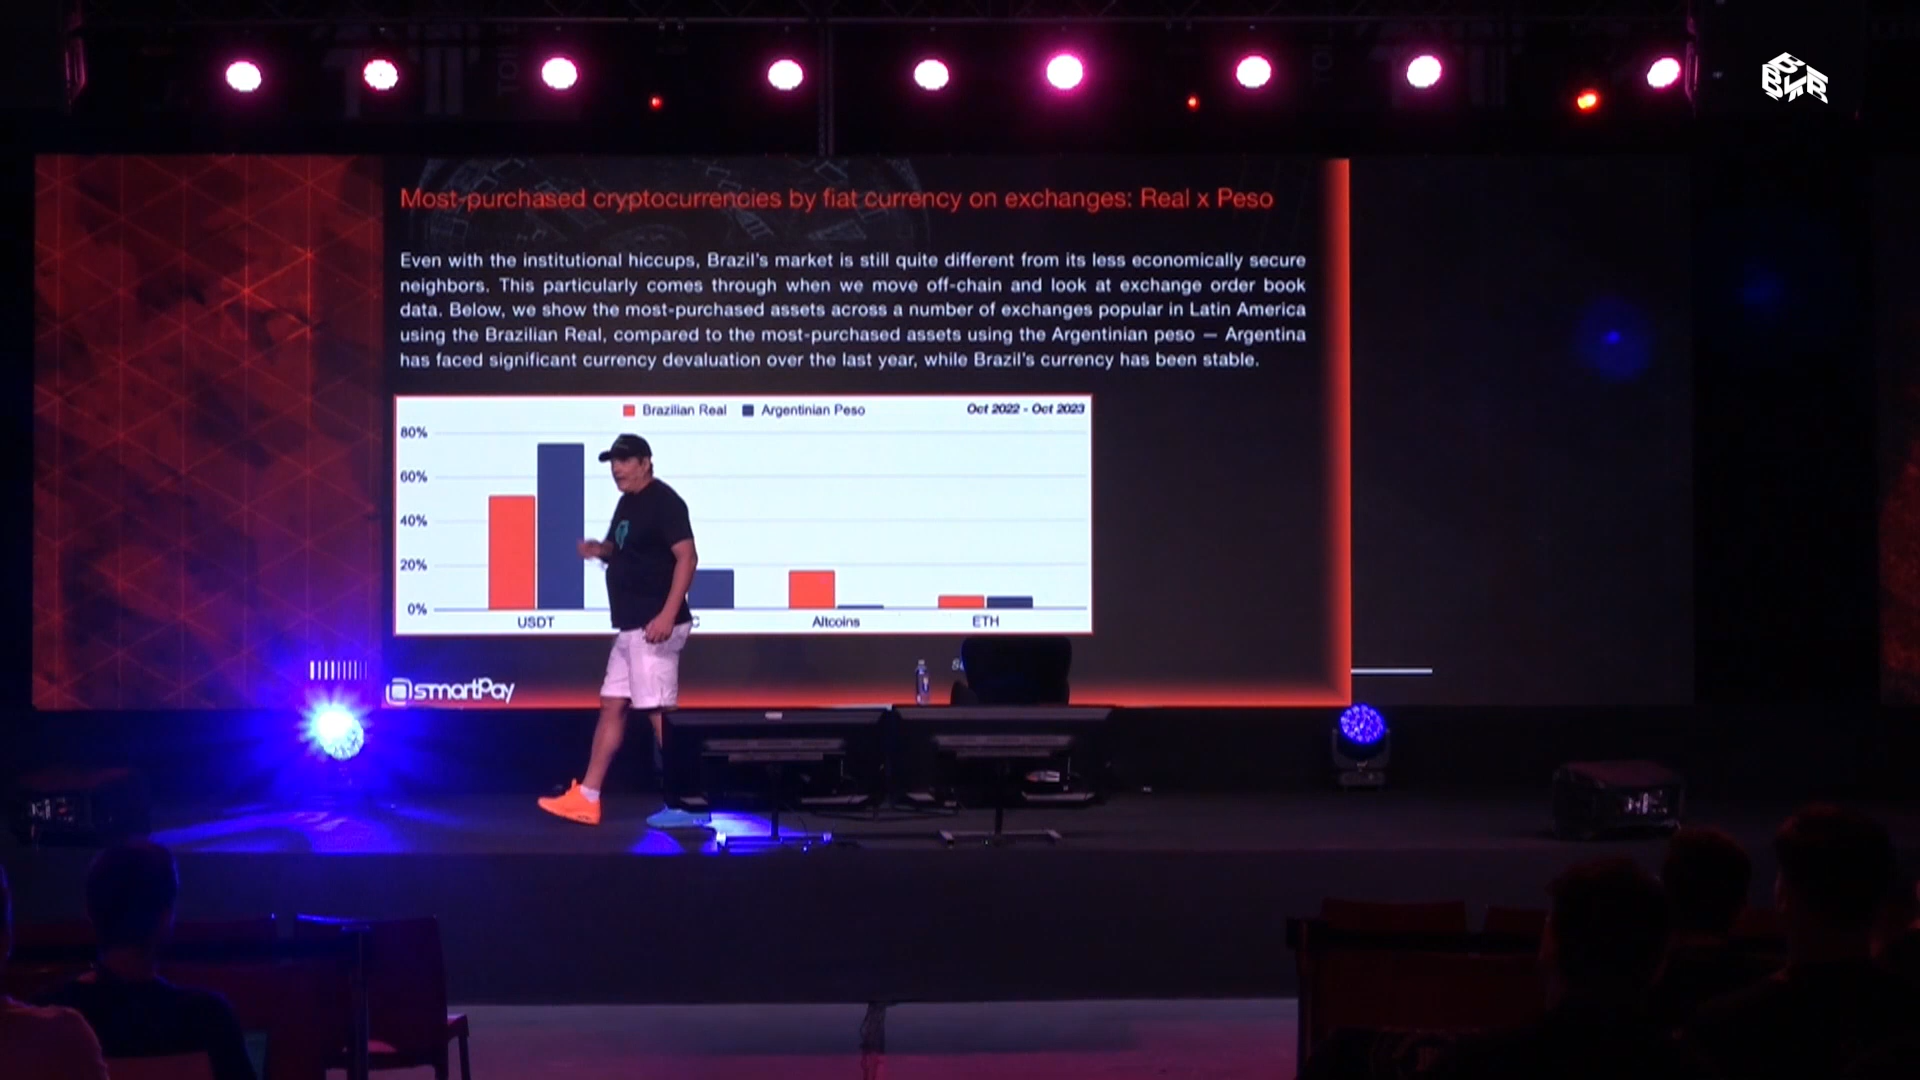 Most-purchased cryptocurrencies by fiat currency on exchanges: Real x Peso
Even with the institutional hiccups, Brazil's market is still quite different from its less economically secure
neighbors. This particularly comes through when we move off-chain and look at exchange order book
data. Below, we show the most-purchased assets across a number of exchanges popular in Latin America
using the Brazilian Real, compared to the most-purchased assets using the Argentinian peso — Argentina
has faced significant currency devaluation over the last year, while Brazil's currency has been stable.
Brazilian Real Argentinian Peso Oct 2022 - Oct 2023
80%
60%
40%
20%
0%
USDT C Altcoins ETH
smartPay